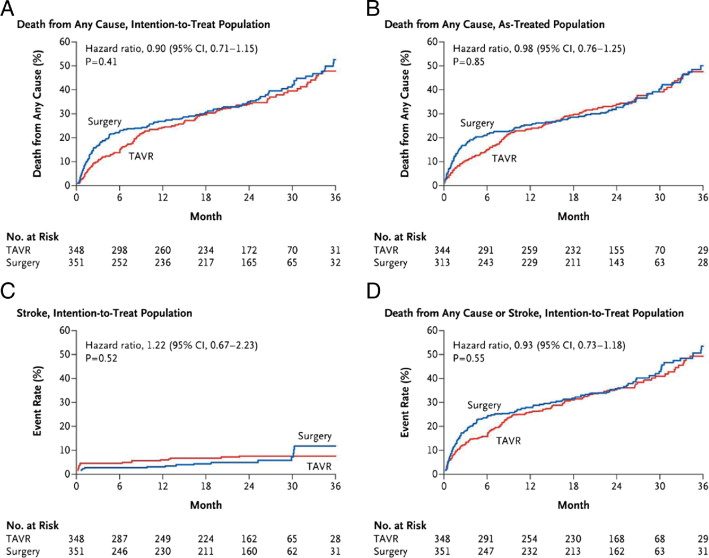 A
Death from Any Cause, Intention-to-Treat Population
Hazard ratio, 0.90 (95% CI, 0.71–1.15)
P=0.41
Death from Any Cause (%)
60
50
40
30
20
10
0
Surgery
TAVR
0 6 12 18 24 30 36
Month
No. at Risk
TAVR 348 298 260 234 172 70 31
Surgery 351 252 236 217 165 65 32
B
Death from Any Cause, As-Treated Population
Hazard ratio, 0.98 (95% CI, 0.76–1.25)
P=0.85
Death from Any Cause (%)
60
50
40
30
20
10
0
Surgery
TAVR
0 6 12 18 24 30 36
Month
No. at Risk
TAVR 344 291 259 232 155 70 29
Surgery 313 243 229 211 143 63 28
C
Stroke, Intention-to-Treat Population
Hazard ratio, 1.22 (95% CI, 0.67–2.23)
P=0.52
Event Rate (%)
60
50
40
30
20
10
0
Surgery
TAVR
0 6 12 18 24 30 36
Month
No. at Risk
TAVR 348 287 249 224 162 65 28
Surgery 351 246 230 211 160 62 31
D
Death from Any Cause or Stroke, Intention-to-Treat Population
Hazard ratio, 0.93 (95% CI, 0.73–1.18)
P=0.55
Event Rate (%)
60
50
40
30
20
10
0
Surgery
TAVR
0 6 12 18 24 30 36
Month
No. at Risk
TAVR 348 291 254 230 168 68 29
Surgery 351 247 232 213 162 63 31